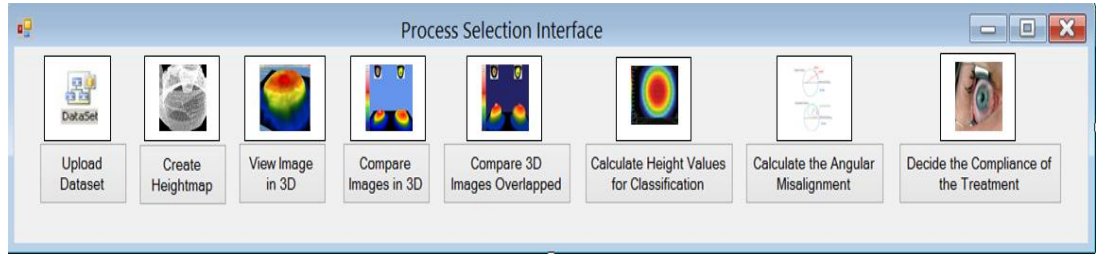 Process Selection Interface
DataSet
Upload
Dataset
Create
Heightmap
View Image
in 3D
Compare
Images in 3D
Compare 3D
Images Overlapped
Calculate Height Values
for Classification
Calculate the Angular
Misalignment
Decide the Compliance of
the Treatment